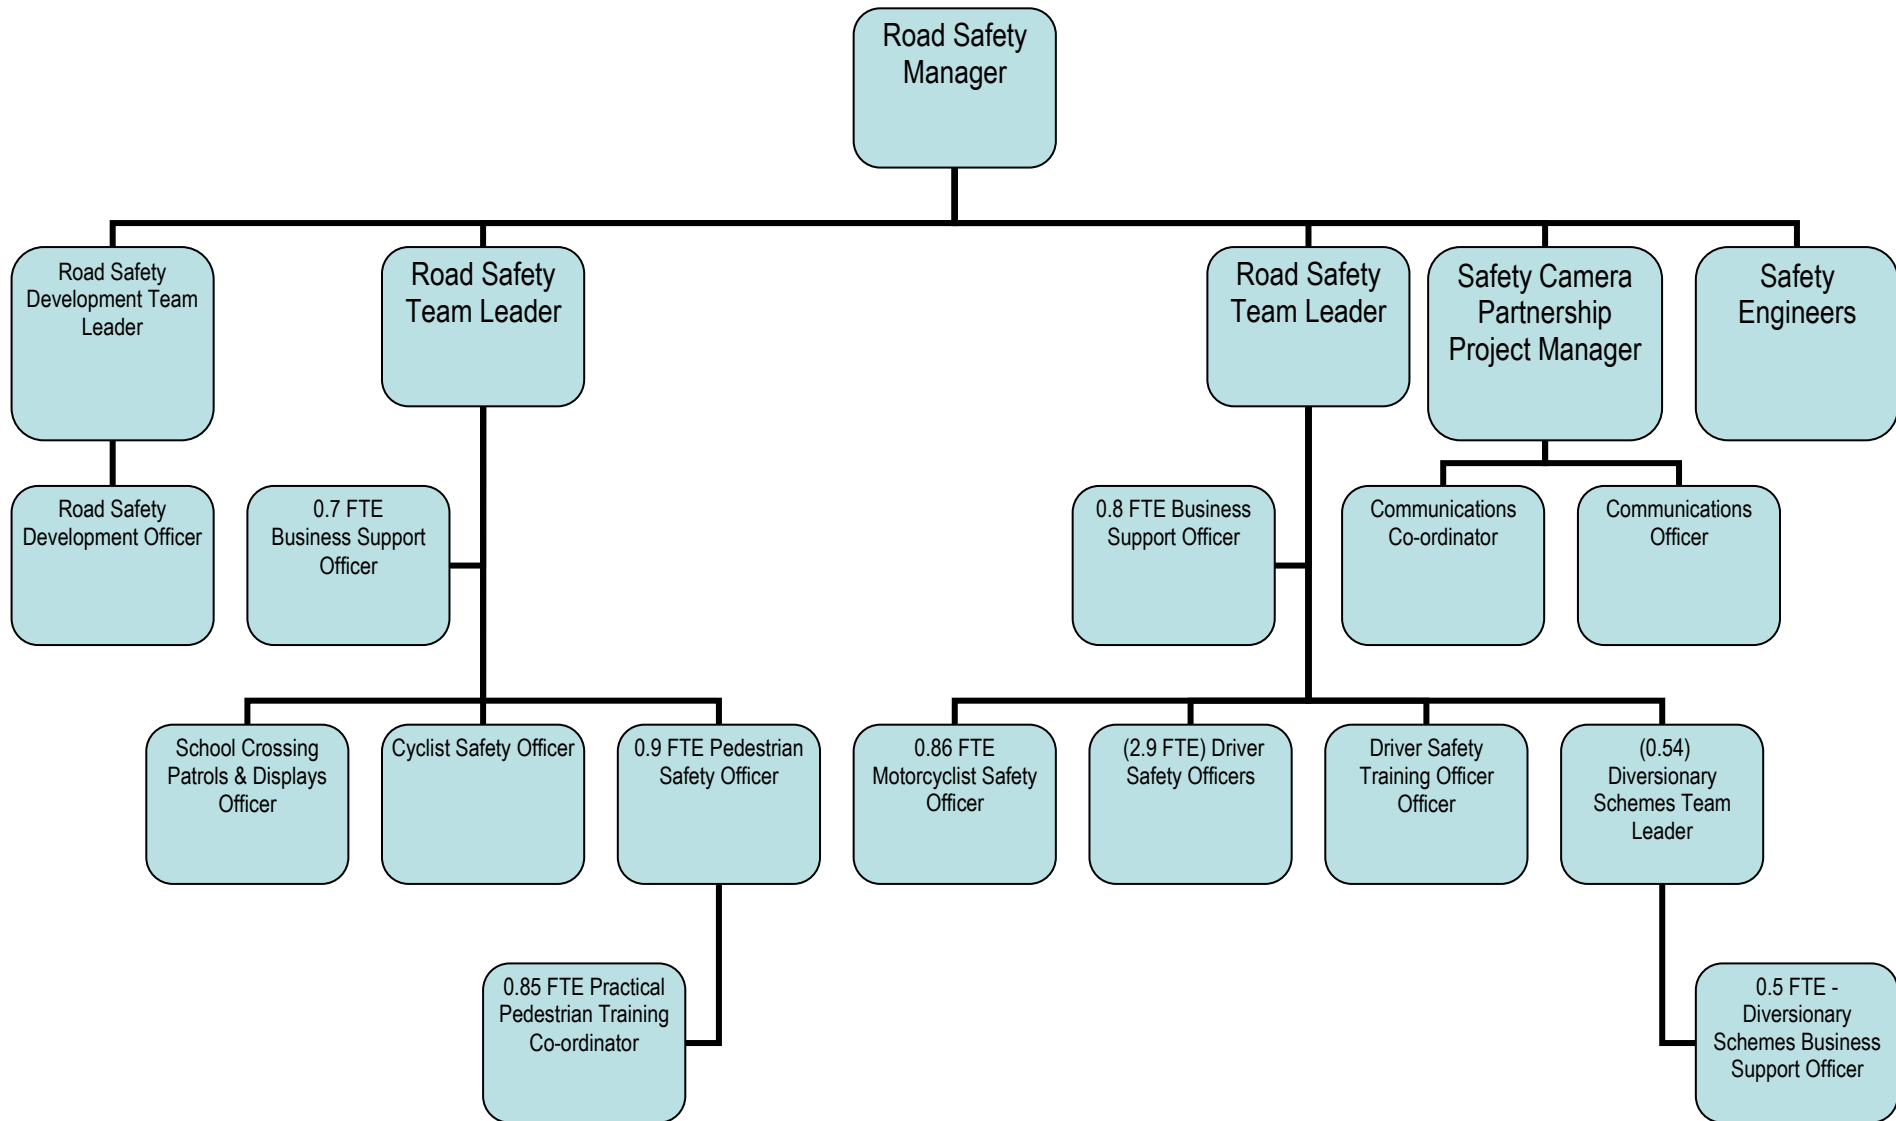 Road Safety
Manager
Road Safety
Development Team
Leader
Road Safety
Team Leader
Road Safety
Team Leader
Safety Camera
Partnership
Project Manager
Safety
Engineers
Road Safety
Development Officer
0.7 FTE
Business Support
Officer
0.8 FTE Business
Support Officer
Communications
Co-ordinator
Communications
Officer
School Crossing
Patrols & Displays
Officer
Cyclist Safety Officer
0.9 FTE Pedestrian
Safety Officer
0.86 FTE
Motorcyclist Safety
Officer
(2.9 FTE) Driver
Safety Officers
Driver Safety
Training Officer
Officer
(0.54)
Diversionary
Schemes Team
Leader
0.85 FTE Practical
Pedestrian Training
Co-ordinator
0.5 FTE -
Diversionary
Schemes Business
Support Officer